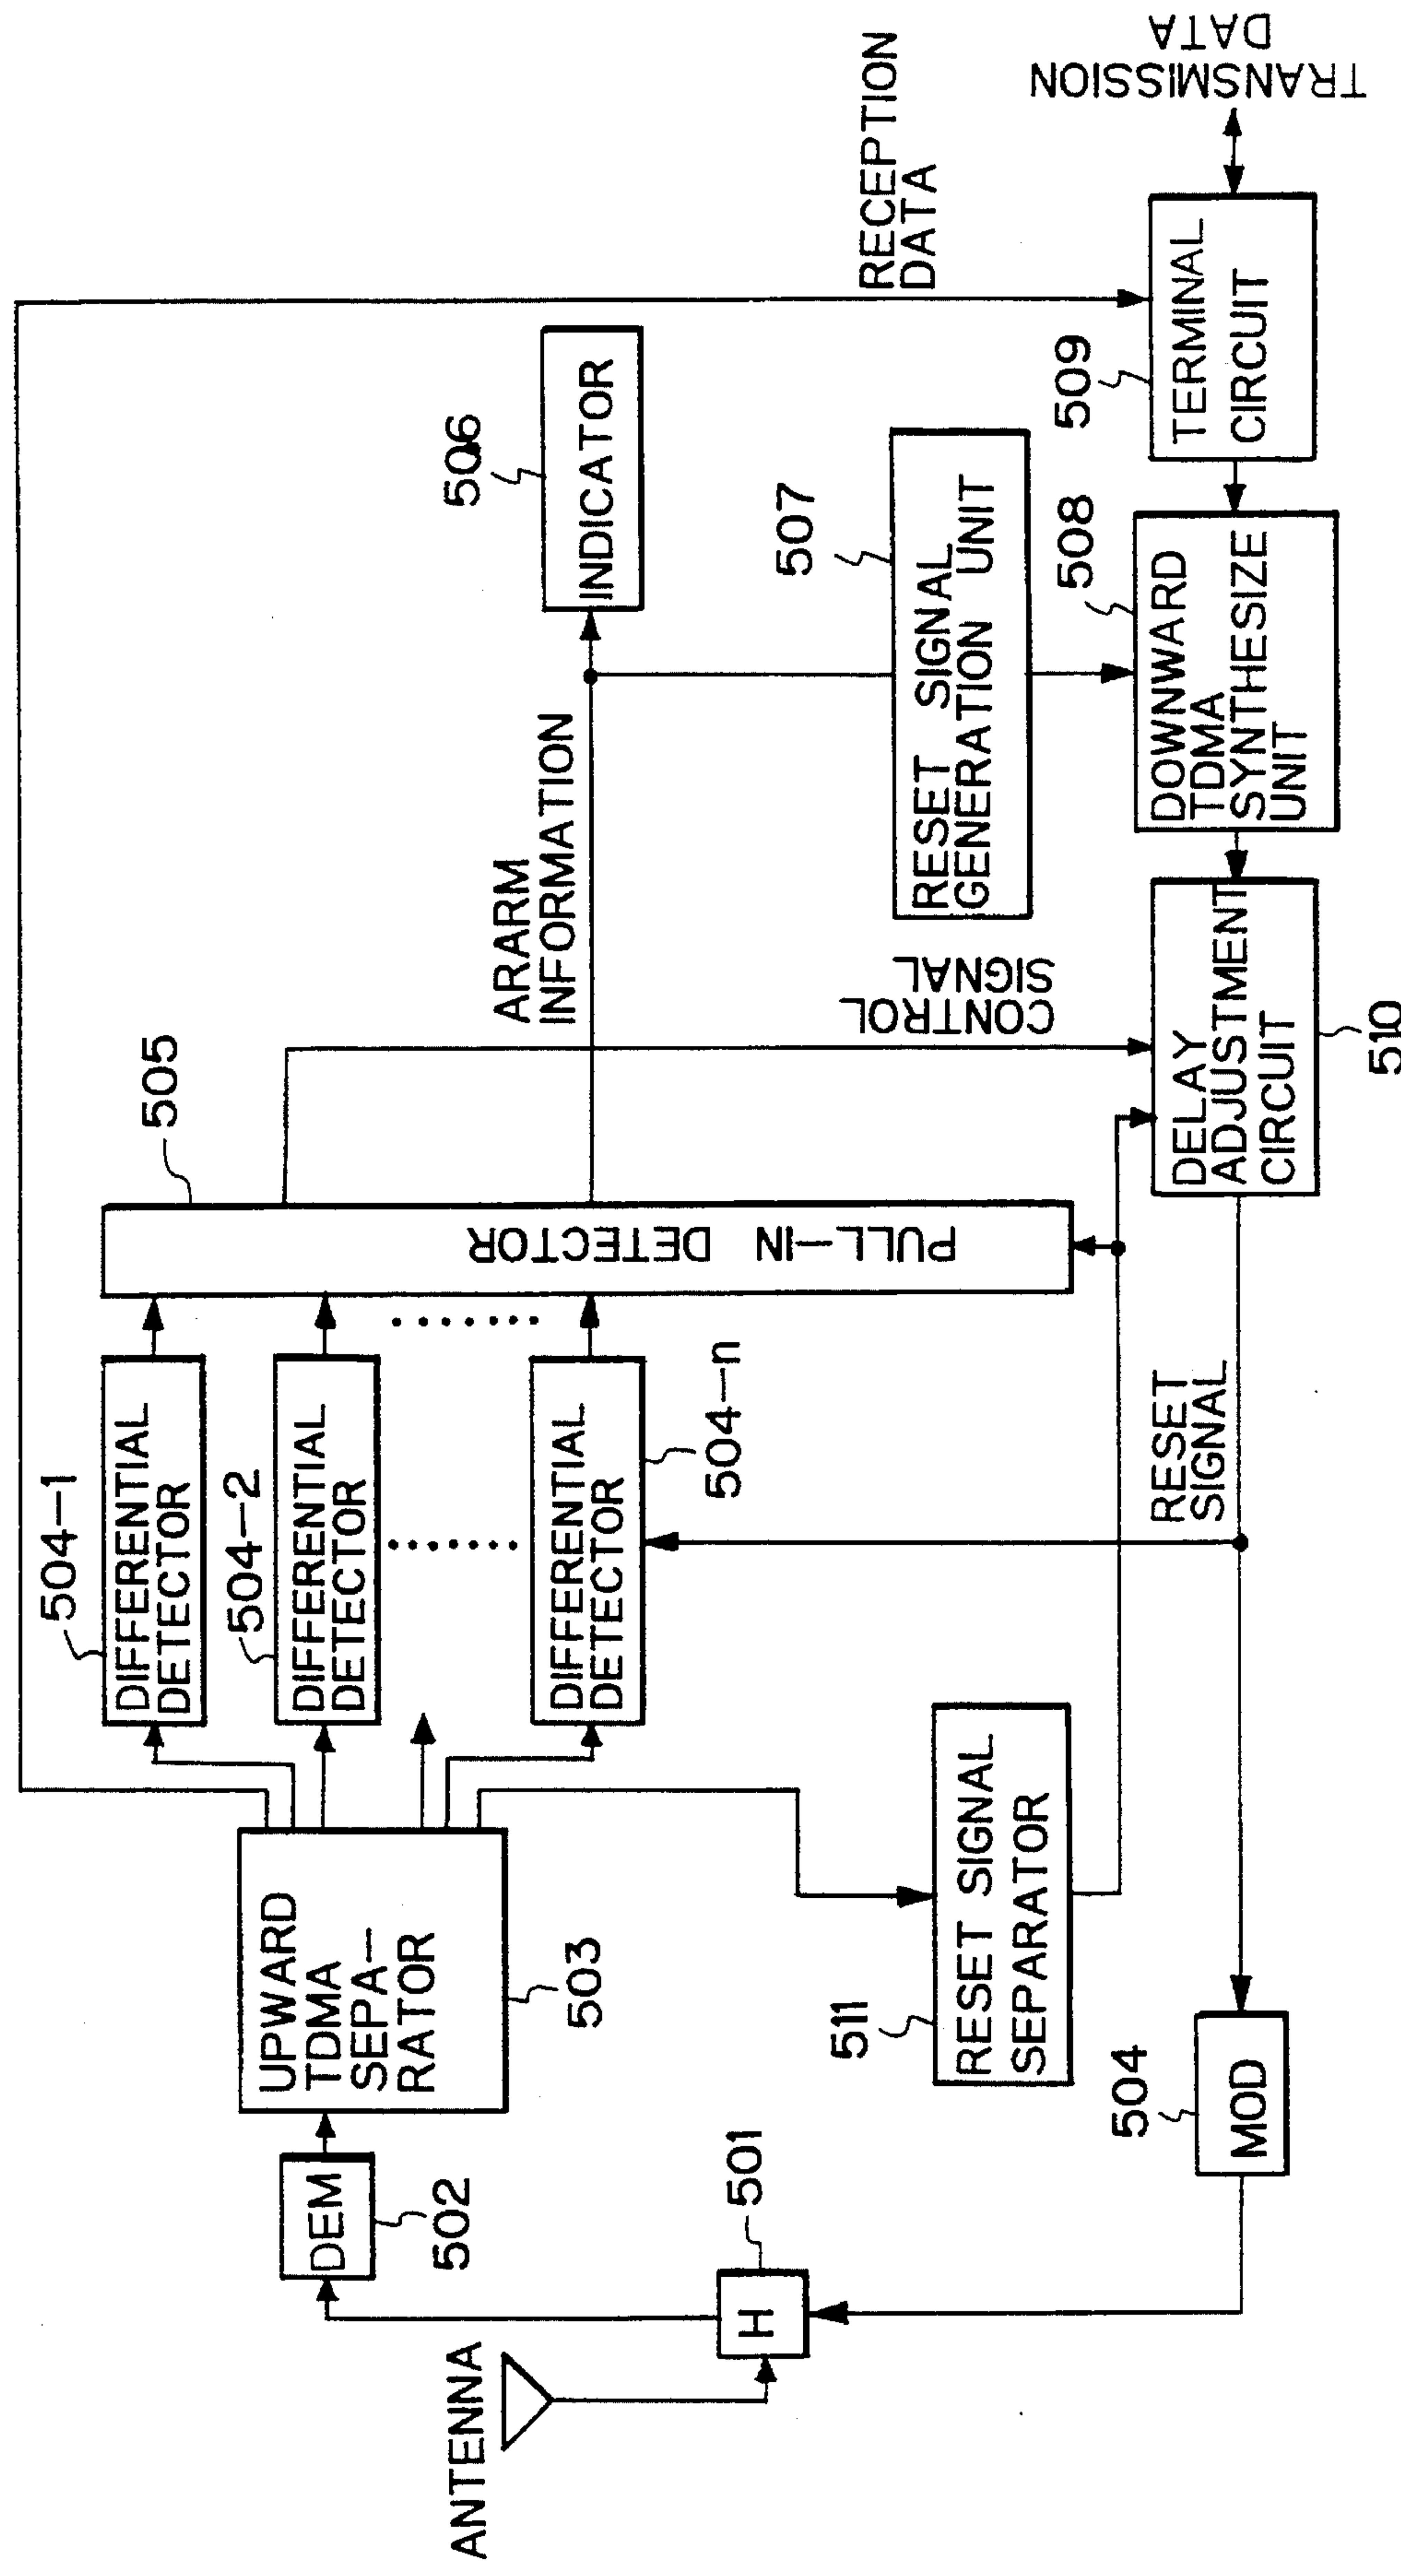 ANTENNA
H
501
DEM
502
UPWARD
TDMA
SEPA-
RATOR
503
504-1
DIFFERENTIAL
DETECTOR
504-2
DIFFERENTIAL
DETECTOR
DIFFERENTIAL
DETECTOR
504-n
505
PULL-IN DETECTOR
ARARM
INFORMATION
506
INDICATOR
507
RESET SIGNAL
GENERATION UNIT
CONTROL
SIGNAL
RECEPTION
DATA
509
TERMINAL
CIRCUIT
TRANSMISSION
DATA
508
DOWNWARD
TDMA
SYNTHESIZE
UNIT
DELAY
ADJUSTMENT
CIRCUIT
510
RESET
SIGNAL
511
RESET SIGNAL
SEPARATOR
504
MOD